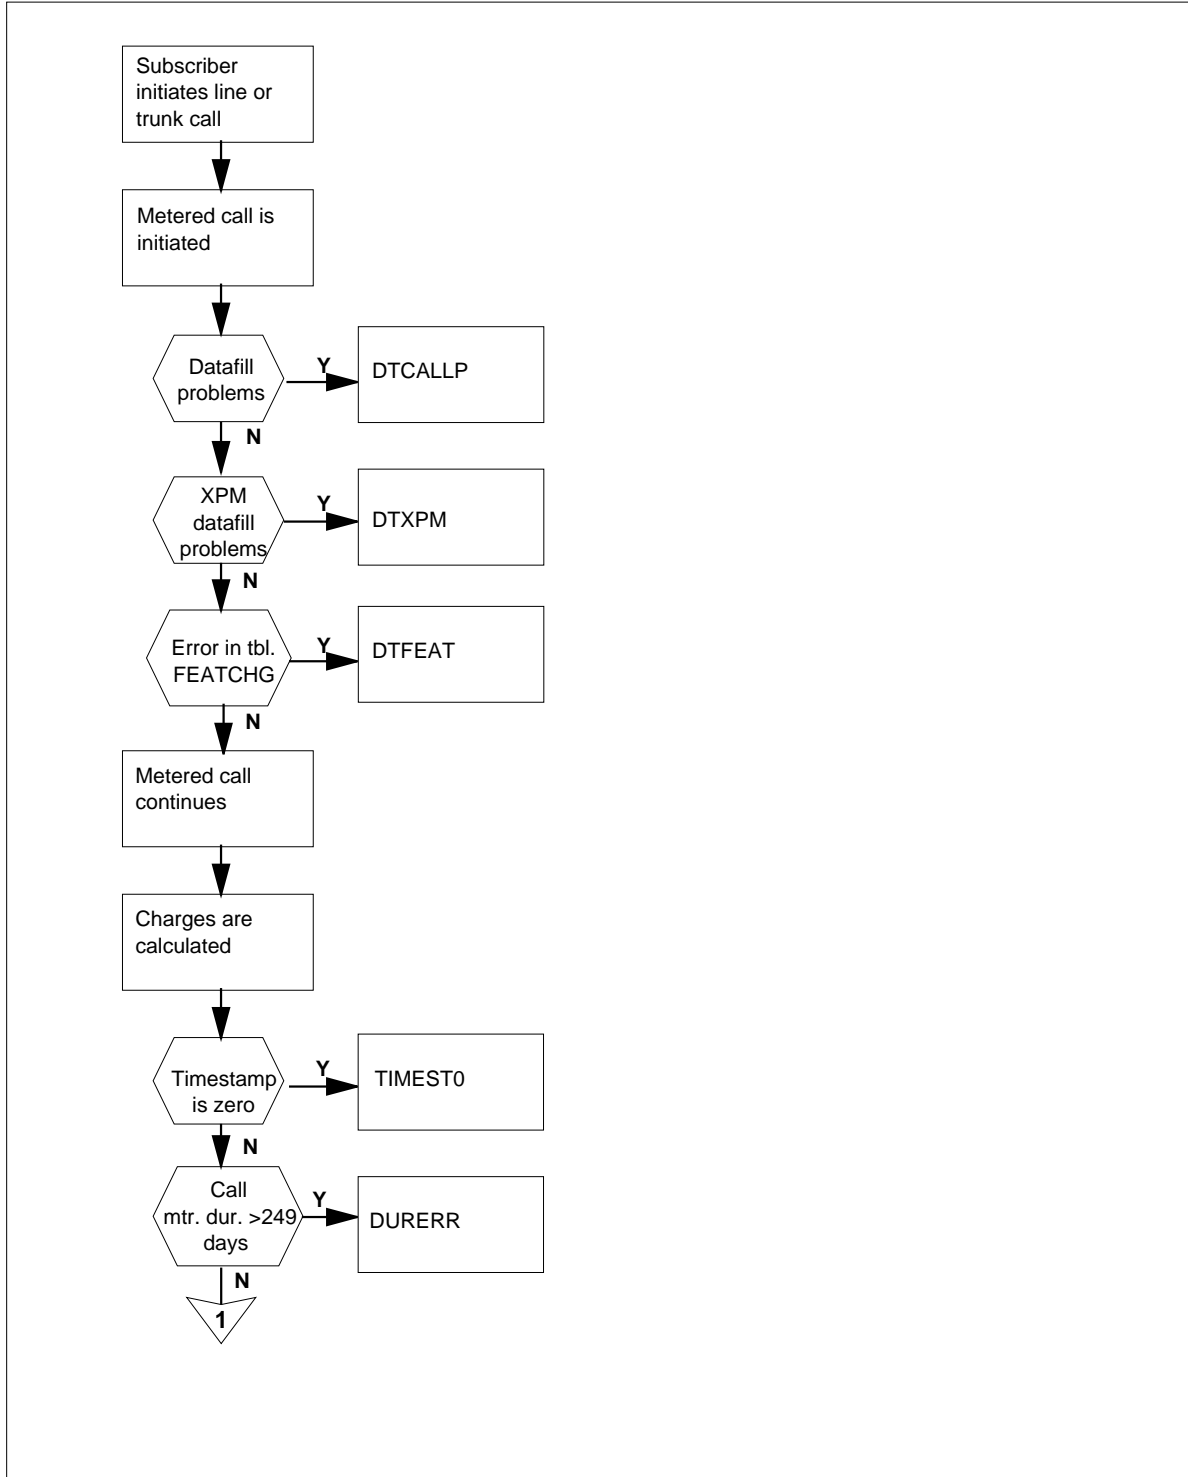 Subscriber
initiates line or
trunk call
Metered call is
initiated
Datafill
problems
Y
DTCALLP
N
XPM
datafill
problems
Y
DTXPM
N
Error in tbl.
FEATCHG
Y
DTFEAT
N
Metered call
continues
Charges are
calculated
Timestamp
is zero
Y
TIMEST0
N
Call
mtr. dur. >249
days
Y
DURERR
N
1